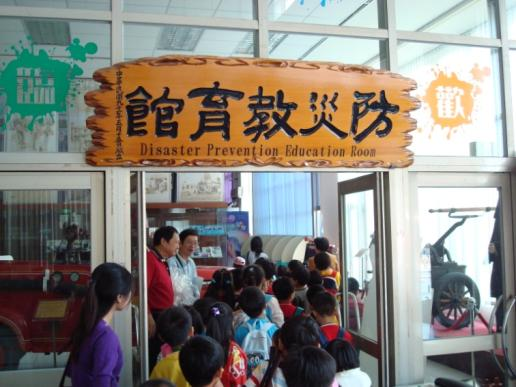 防災教育館
Disaster Prevention Education Room
歡